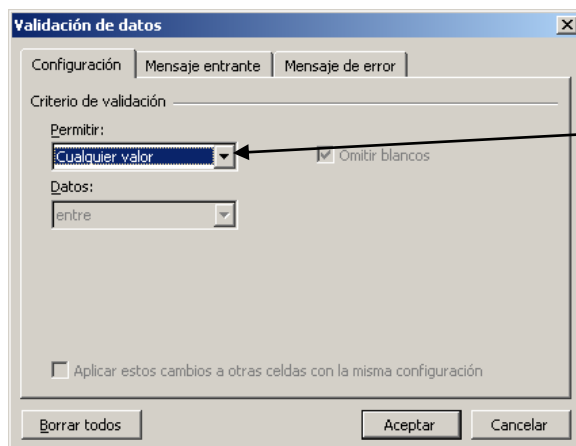 Validación de datos
Configuración Mensaje entrante Mensaje de error
Criterio de validación
Permitir:
Cualquier valor Omitir blancos
Datos:
entre
Aplicar estos cambios a otras celdas con la misma configuración
Borrar todos Aceptar Cancelar